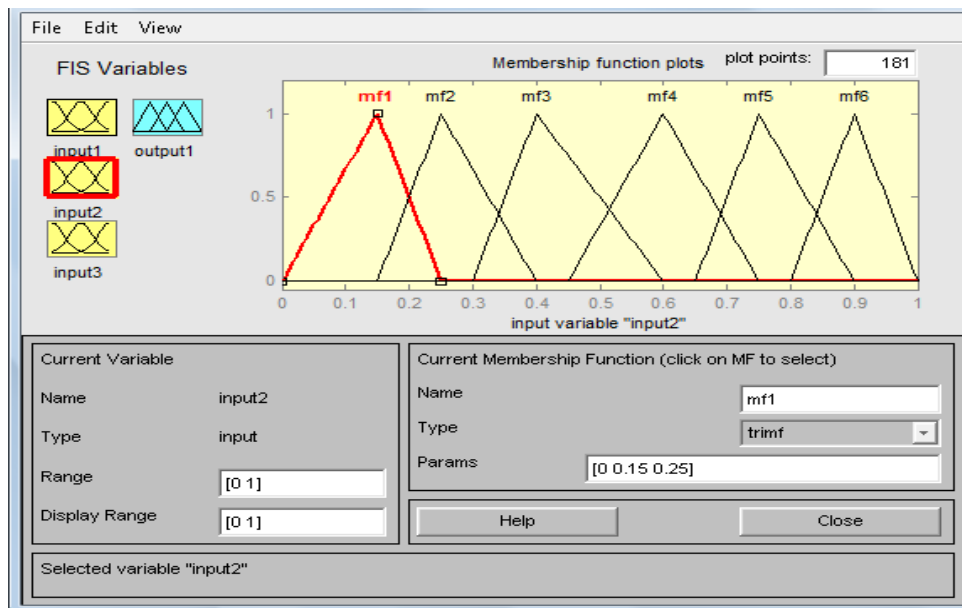 File Edit View
FIS Variables
Membership function plots
plot points:
181
input1
output1
input2
input3
mf1 mf2 mf3 mf4 mf5 mf6
1
0.5
0
0 0.1 0.2 0.3 0.4 0.5 0.6 0.7 0.8 0.9 1
input variable "input2"
Current Variable
Name input2
Type input
Range [0 1]
Display Range [0 1]
Current Membership Function (click on MF to select)
Name mf1
Type trimf
Params [0 0.15 0.25]
Help Close
Selected variable "input2"